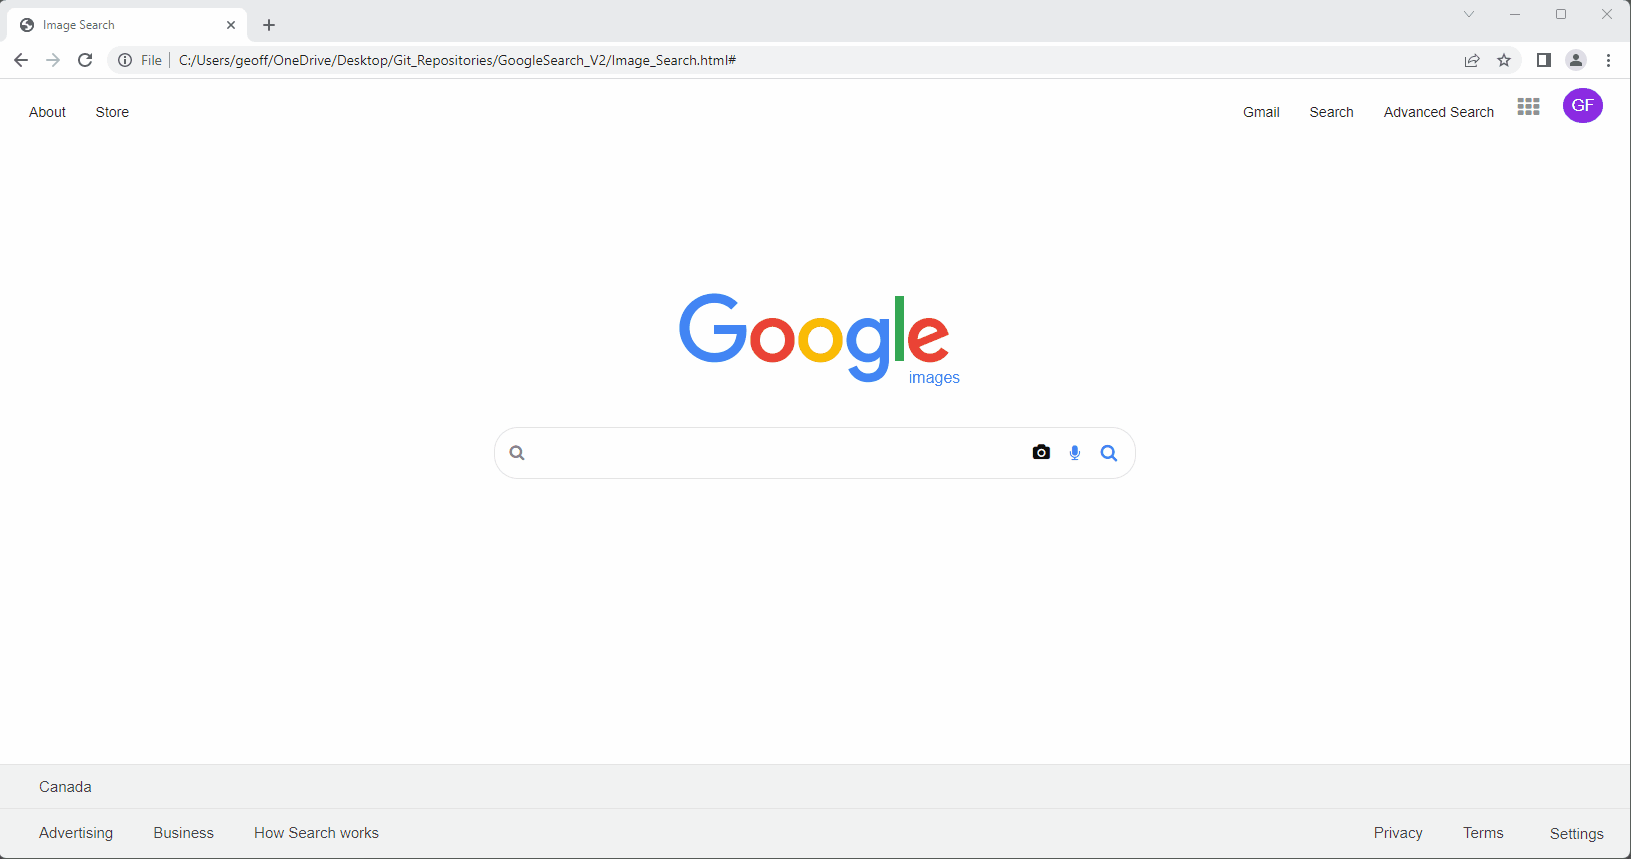 Image Search
File C:/Users/geoff/OneDrive/Desktop/Git_Repositories/GoogleSearch_V2/Image_Search.html#
About Store Gmail Search Advanced Search GF
Google
images
Canada
Advertising Business How Search works Privacy Terms Settings